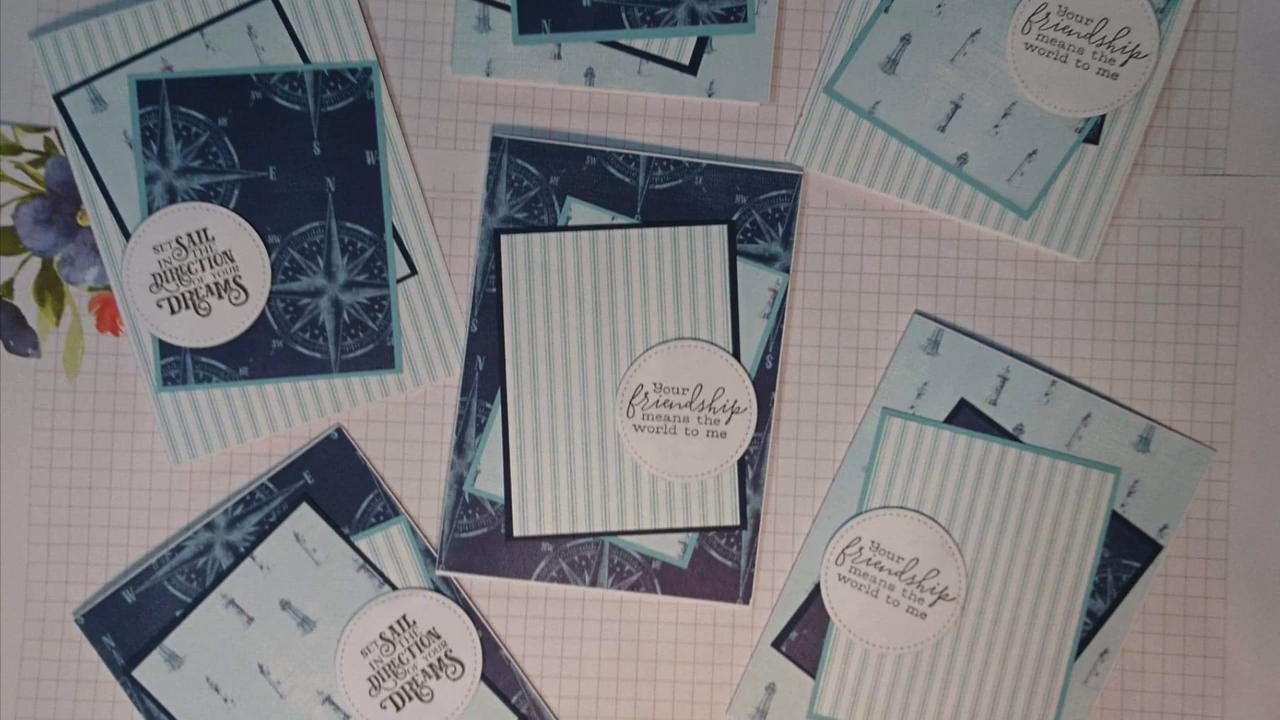 Your
friendship
means the
world to me
SET SAIL
IN THE
DIRECTION
OF YOUR
DREAMS
Your
friendship
means the
world to me
Your
friendship
means the
world to me
SET SAIL
IN THE
DIRECTION
OF YOUR
DREAMS
N
E
S
W
N
S
N
S
E
W
N